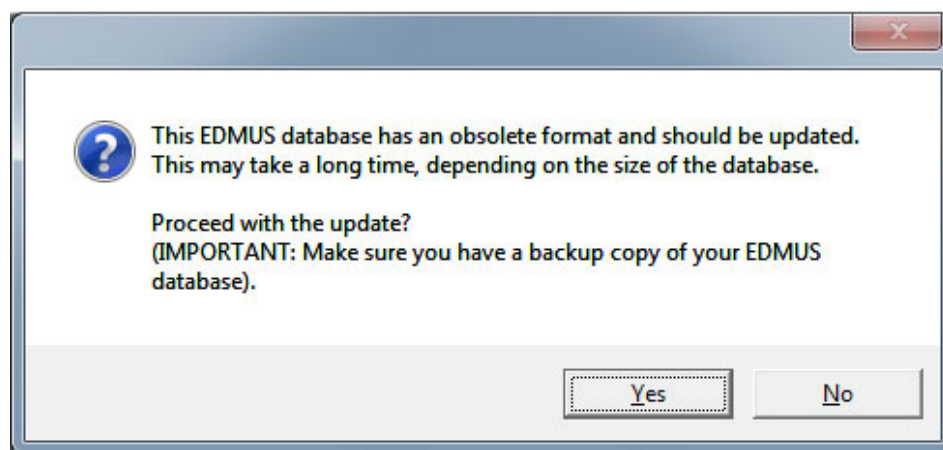 This EDMUS database has an obsolete format and should be updated.
This may take a long time, depending on the size of the database.
Proceed with the update?
(IMPORTANT: Make sure you have a backup copy of your EDMUS
database).
Yes
No